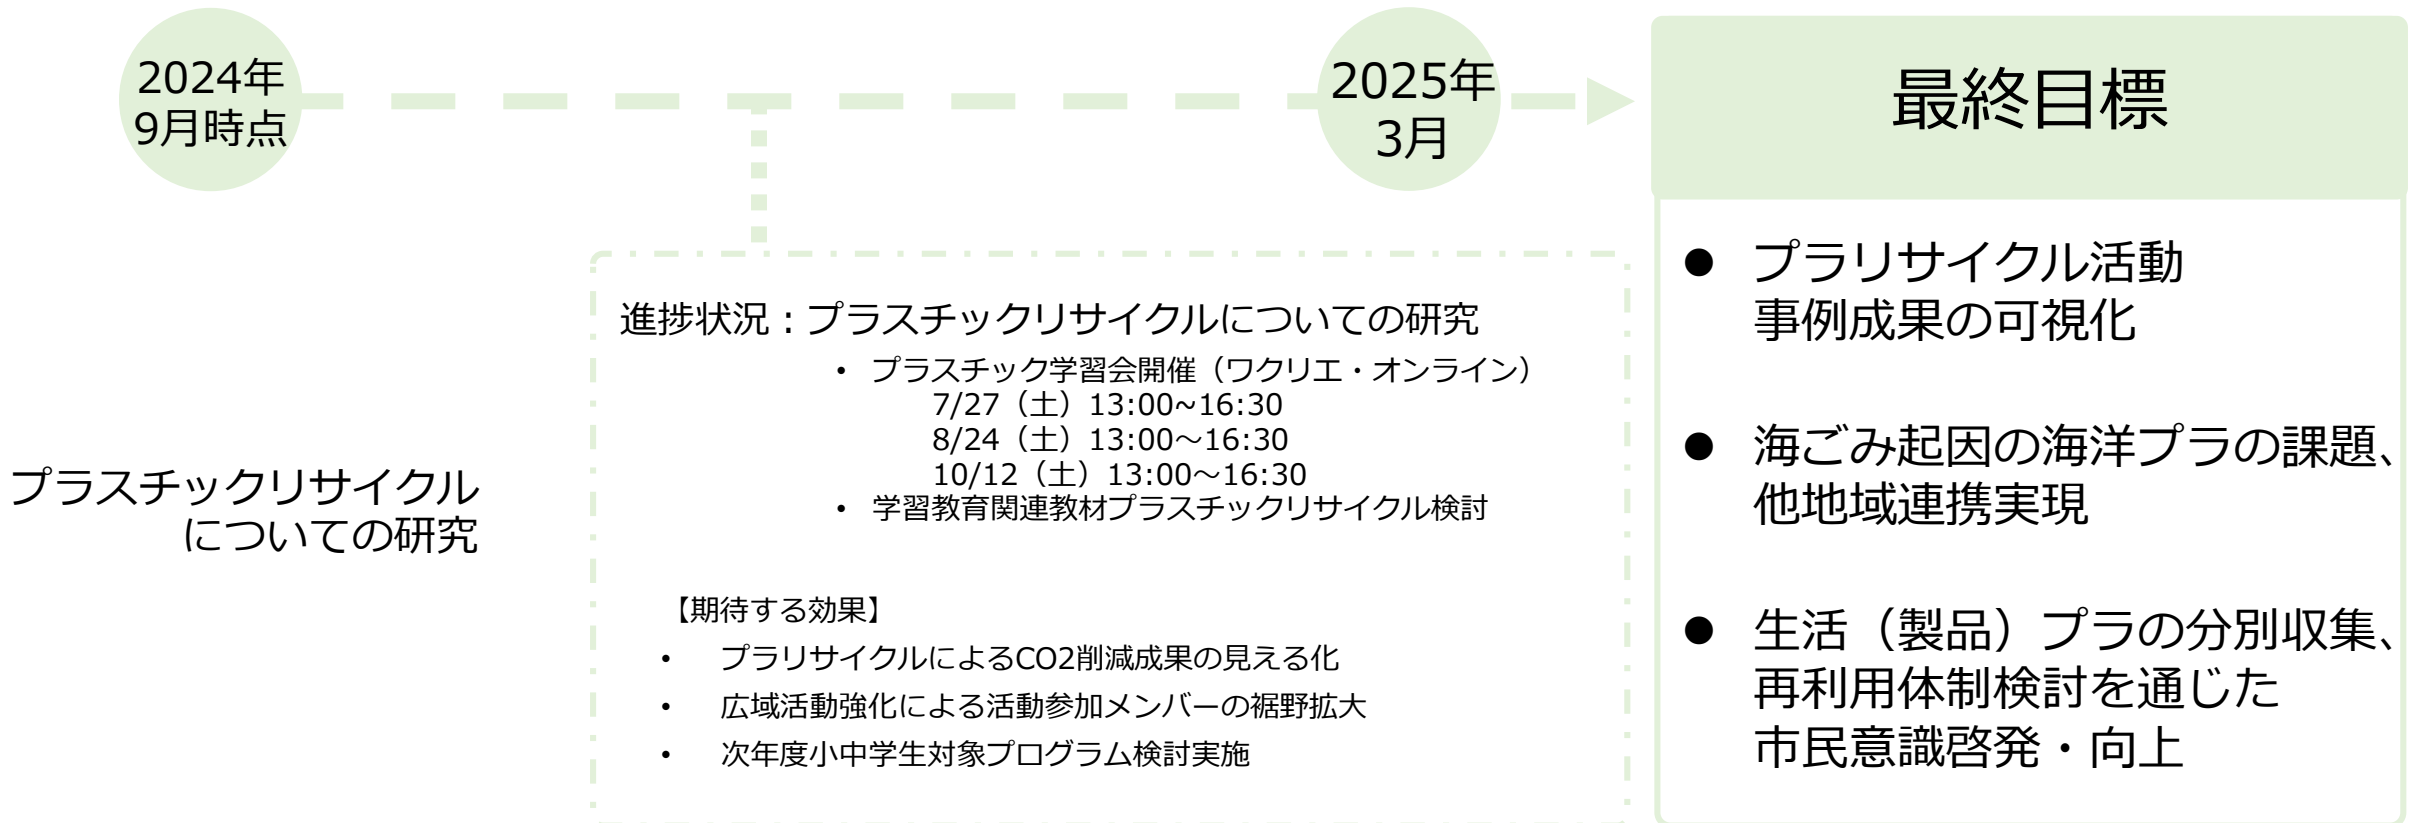 2024年
9月時点
2025年
3月
最終目標
プラスチックリサイクル
についての研究
進捗状況：プラスチックリサイクルについての研究
• プラスチック学習会開催（ワクリエ・オンライン）
7/27（土）13:00~16:30
8/24（土）13:00～16:30
10/12（土）13:00～16:30
• 学習教育関連教材プラスチックリサイクル検討
【期待する効果】
• プラリサイクルによるCO2削減成果の見える化
• 広域活動強化による活動参加メンバーの裾野拡大
• 次年度小中学生対象プログラム検討実施
● プラリサイクル活動
事例成果の可視化
● 海ごみ起因の海洋プラの課題、
他地域連携実現
● 生活（製品）プラの分別収集、
再利用体制検討を通じた
市民意識啓発・向上